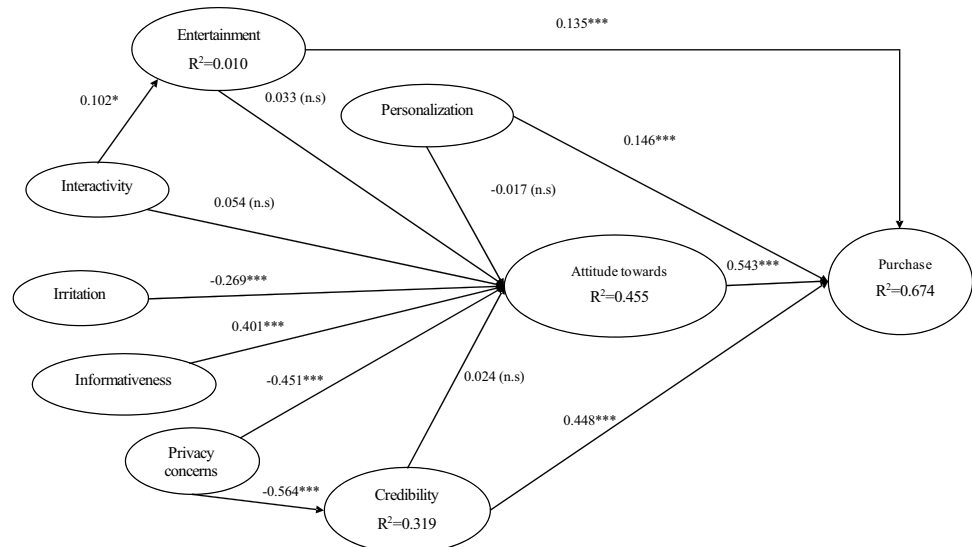 0.135***
Entertainment
R²=0.010
0.102*
0.033 (n.s)
Personalization
0.146***
Interactivity
0.054 (n.s)
-0.017 (n.s)
Attitude towards
R²=0.455
0.543***
Purchase
R²=0.674
Irritation
-0.269***
0.401***
Informativeness
-0.451***
0.024 (n.s)
0.448***
Privacy
concerns
-0.564***
Credibility
R²=0.319